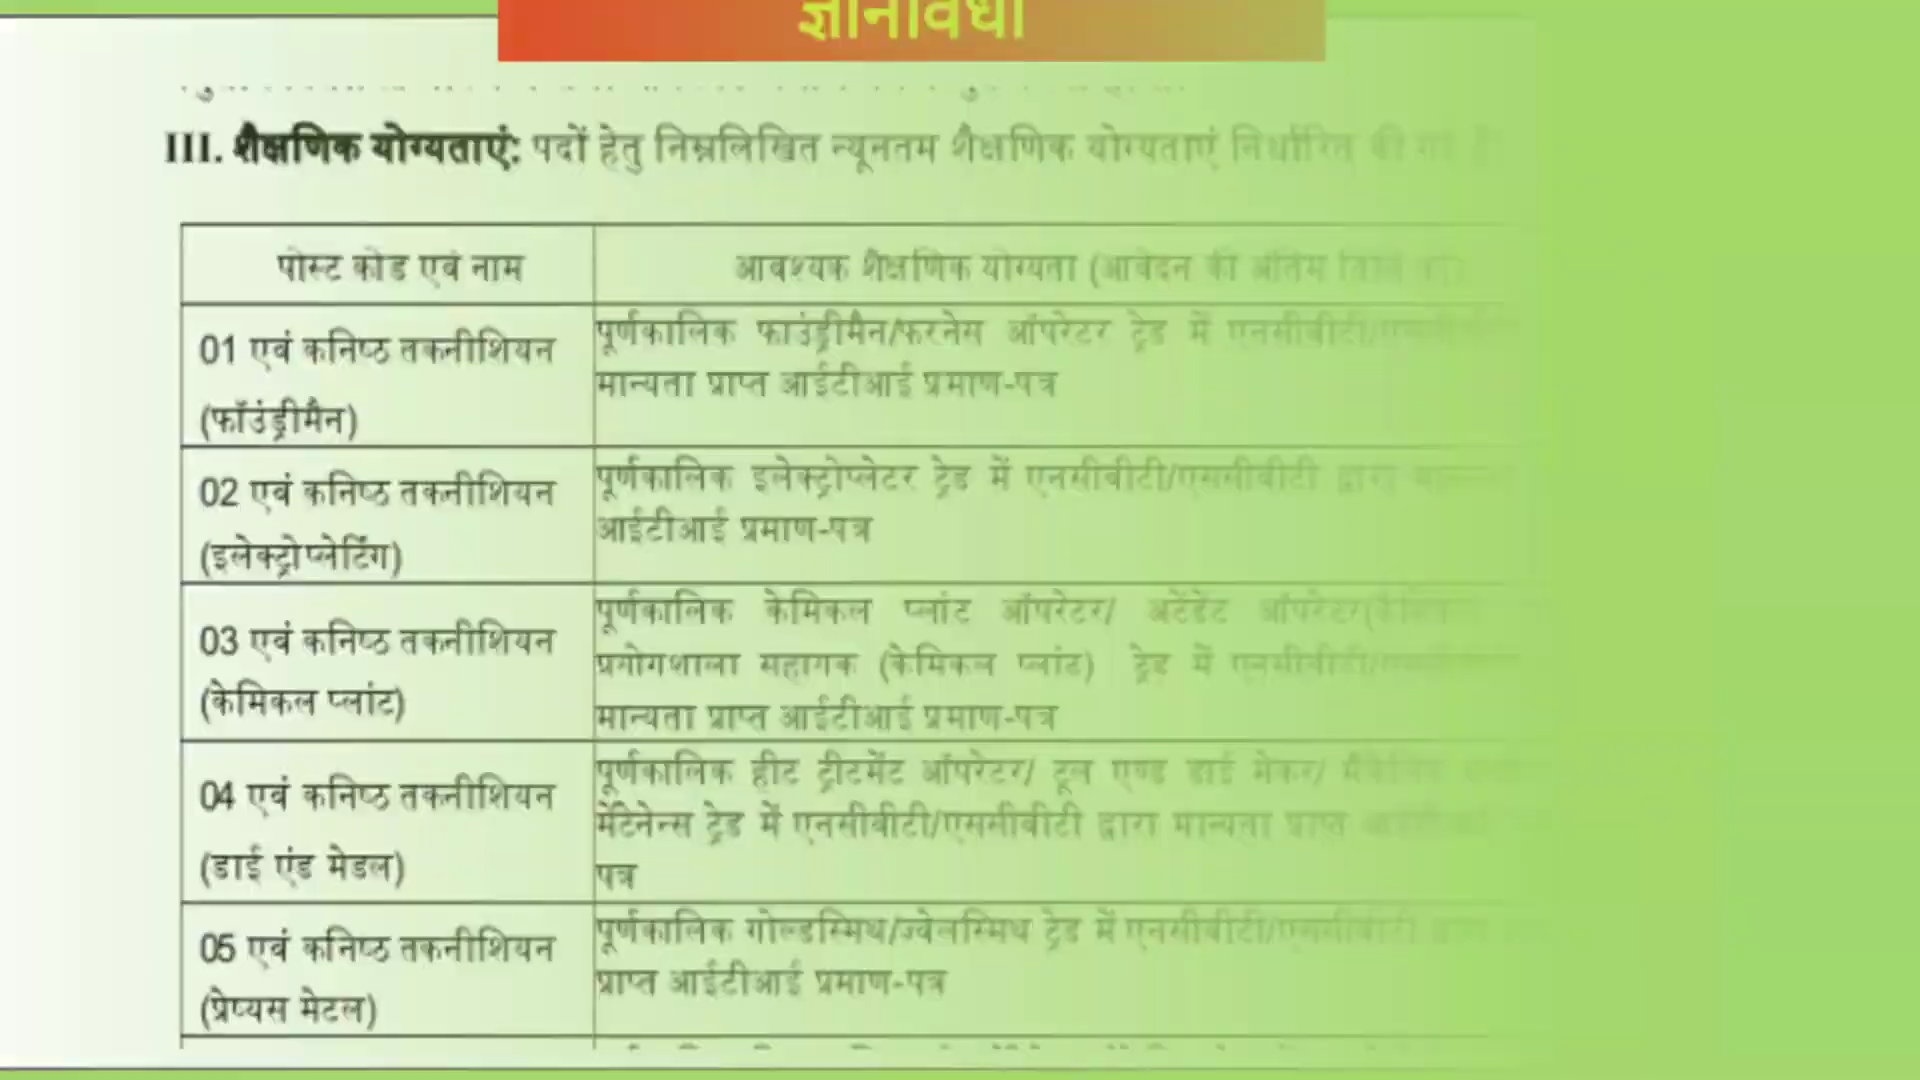 ज्ञानविधा
III. शैक्षणिक योग्यताएं: पदों हेतु निम्नलिखित न्यूनतम शैक्षणिक योग्यताएं निर्धारित की गई हैं
पोस्ट कोड एवं नाम
आवश्यक शैक्षणिक योग्यता (आवेदन की अंतिम तिथि को)
01 एवं कनिष्ठ तकनीशियन
(फॉउंड्रीमैन)
पूर्णकालिक फाउंड्रीमैन/फरनेस ऑपरेटर ट्रेड में एनसीवीटी/
मान्यता प्राप्त आईटीआई प्रमाण-पत्र
02 एवं कनिष्ठ तकनीशियन
(इलेक्ट्रोप्लेटिंग)
पूर्णकालिक इलेक्ट्रोप्लेटर ट्रेड में एनसीवीटी/एससीवीटी द्वारा मान्यता
आईटीआई प्रमाण-पत्र
03 एवं कनिष्ठ तकनीशियन
(केमिकल प्लांट)
पूर्णकालिक केमिकल प्लांट ऑपरेटर/ अटेंडेंट ऑपरेटर(केमिकल
प्रयोगशाला सहायक (केमिकल प्लांट) ट्रेड में एनसीवीटी/
मान्यता प्राप्त आईटीआई प्रमाण-पत्र
04 एवं कनिष्ठ तकनीशियन
(डाई एंड मेडल)
पूर्णकालिक हीट ट्रीटमेंट ऑपरेटर/ टूल एण्ड डाई मेकर/
मेंटिनेन्स ट्रेड में एनसीवीटी/एससीवीटी द्वारा मान्यता प्राप्त
पत्र
05 एवं कनिष्ठ तकनीशियन
(प्रेष्यस मेटल)
पूर्णकालिक गोल्डस्मिथ/ज्वेलस्मिथ ट्रेड में एनसीवीटी/एससीवीटी द्वारा
प्राप्त आईटीआई प्रमाण-पत्र